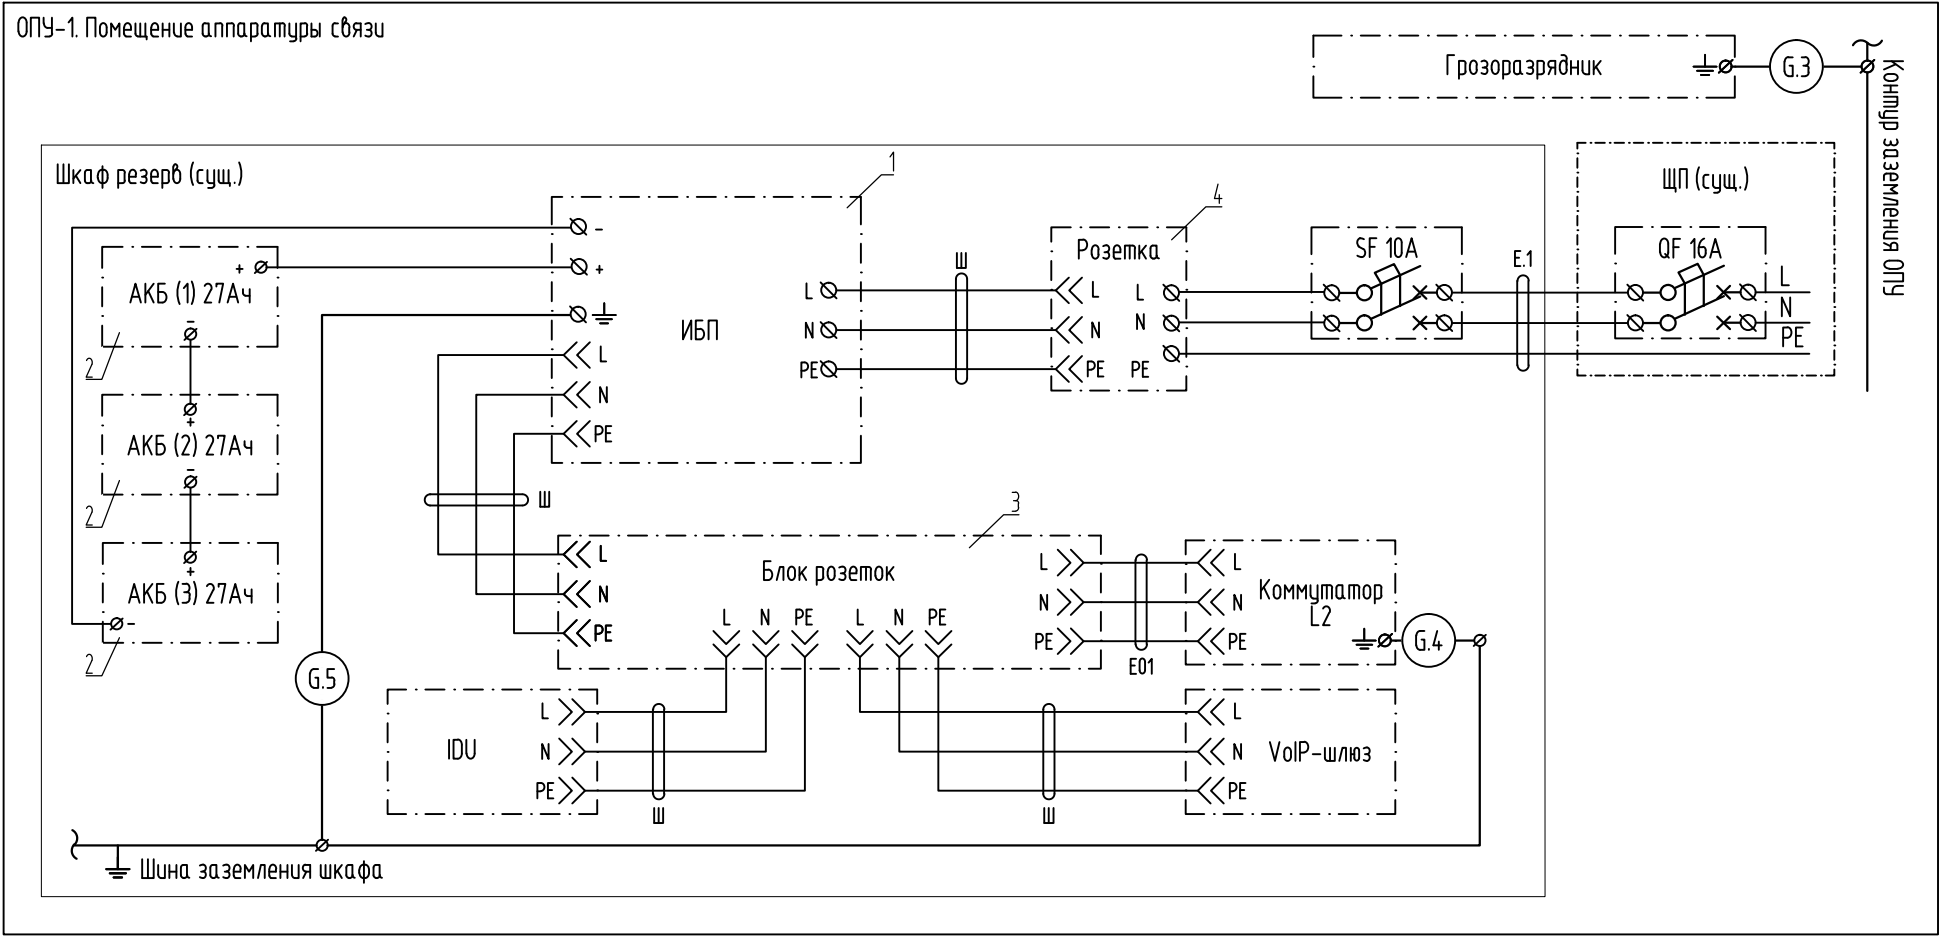 ОПУ-1. Помещение аппаратуры связи
Грозоразрядник
G.3
Контур заземления ОПУ
Шкаф резерв (сущ.)
1
ЩП (сущ.)
4
-
+
+
АКБ (1) 27Ач
-
2
ИБП
L
N
PE
L
N
PE
Ш
Розетка
L
N
PE
L
N
PE
SF 10А
E.1
QF 16А
L
N
PE
+
АКБ (2) 27Ач
-
2
Ш
3
+
АКБ (3) 27Ач
-
2
L
N
PE
Блок розеток
L
N
PE
L
N
PE
L
N
PE
E01
L
N
PE
Коммутатор
L2
G.4
G.5
IDU
L
N
PE
Ш
Ш
L
N
PE
VoIP-шлюз
Шина заземления шкафа